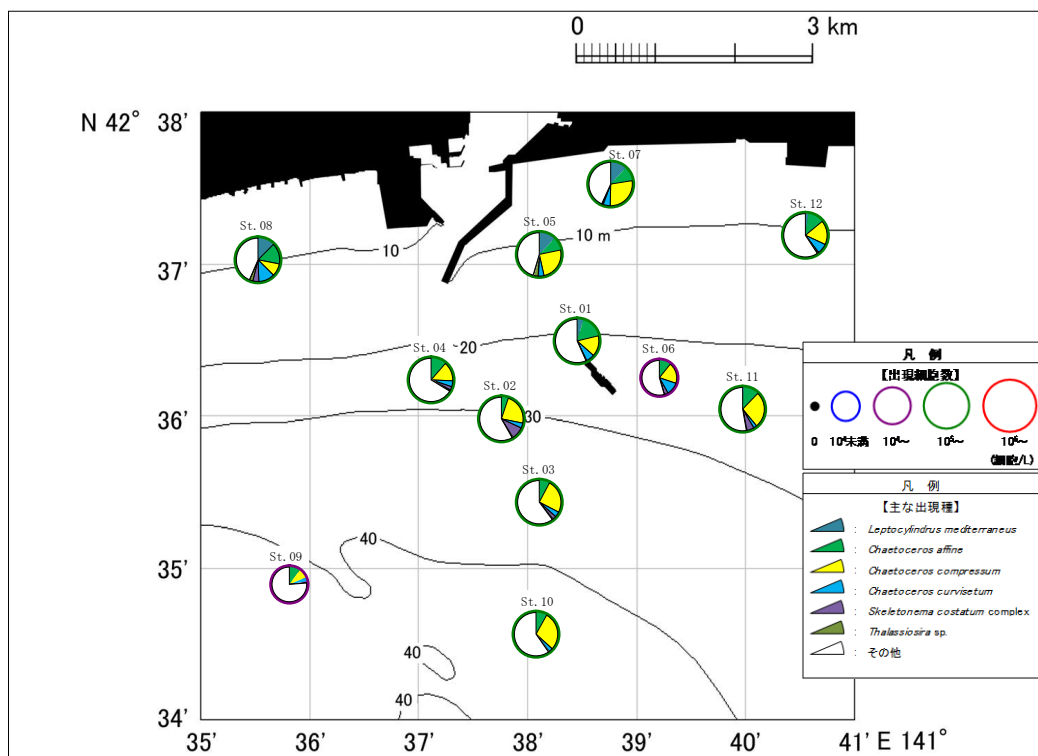 0
3 km
N 42° 38'
37'
36'
35'
34'
35'
36'
37'
38'
39'
40'
41'
E 141°
St.07
St.12
St.08
St.05
10
10 m
St.01
St.04
20
St.06
St.02
30
St.11
St.03
40
St.09
St.10
40
40
凡 例
【出現細胞数】
0
10⁴未満
10⁴~
10⁵~
10⁶~
(細胞/L)
凡 例
【主な出現種】
: Leptocylindrus mediterraneus
: Chaetoceros affine
: Chaetoceros compressum
: Chaetoceros curvisetum
: Skeletonema costatum complex
: Thalassiosira sp.
: その他